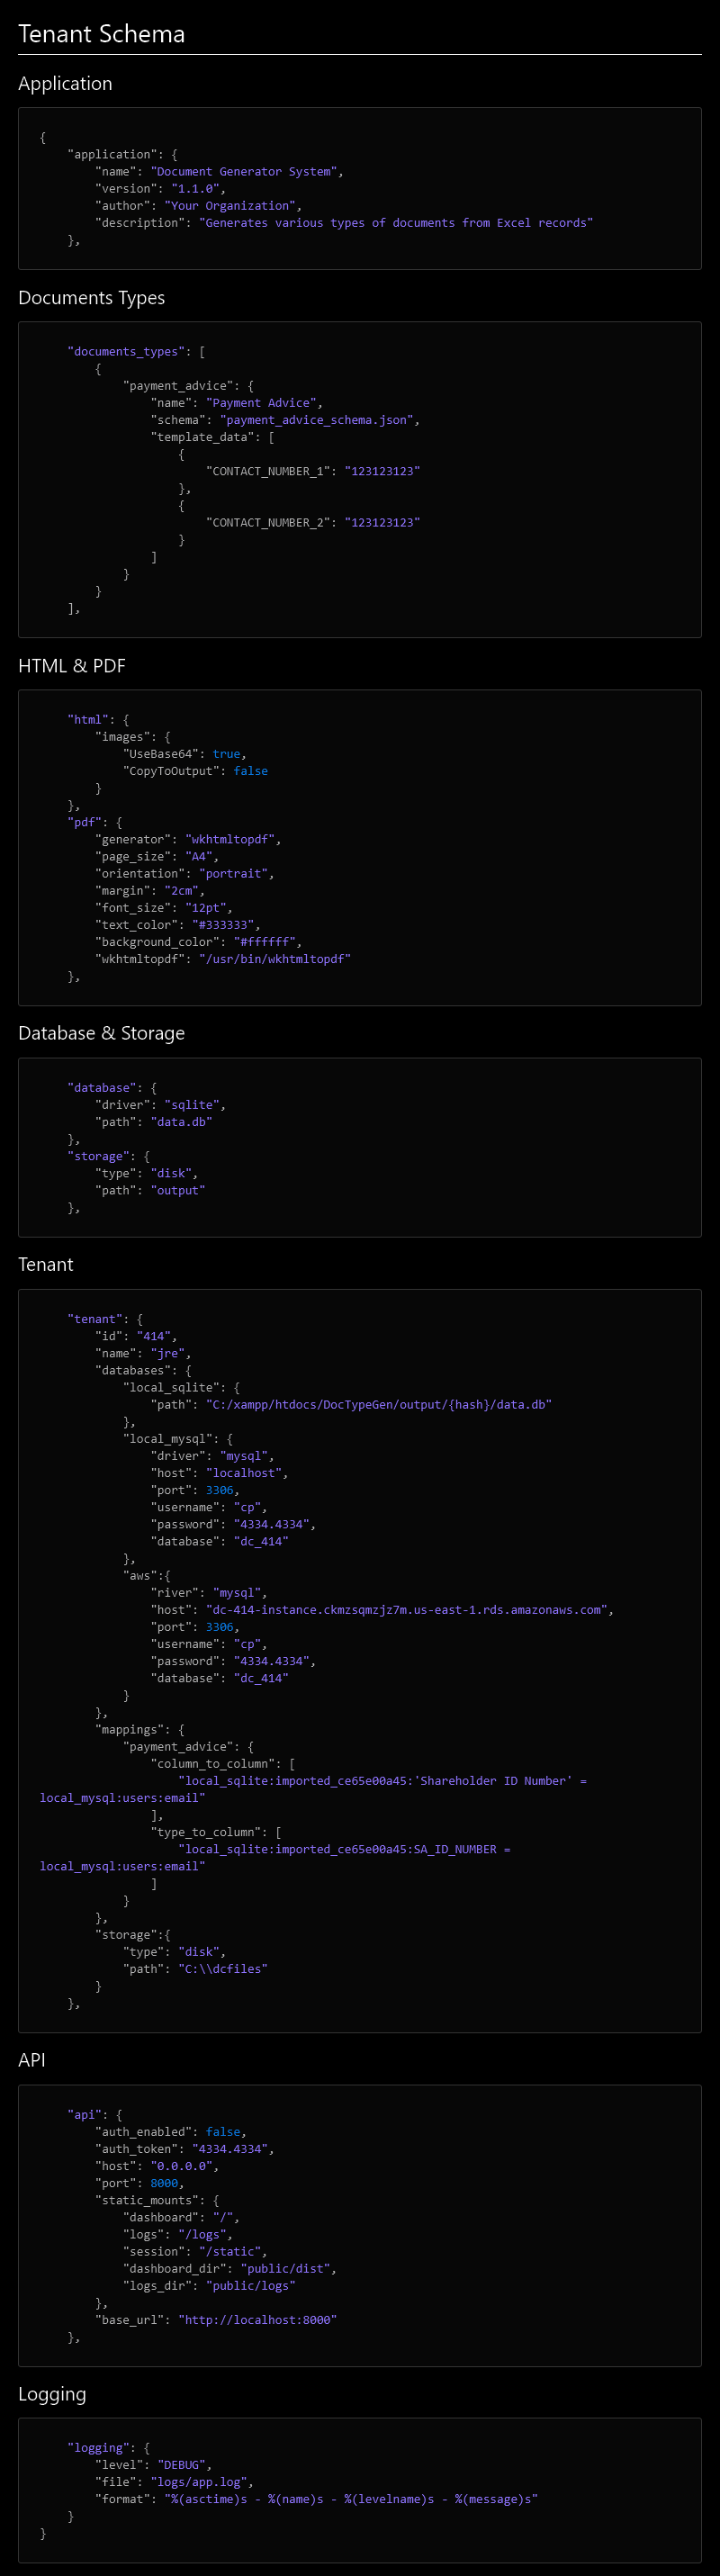 Tenant Schema
Application
{
    "application": {
        "name": "Document Generator System",
        "version": "1.1.0",
        "author": "Your Organization",
        "description": "Generates various types of documents from Excel records"
    },
Documents Types
    "documents_types": [
        {
            "payment_advice": {
                "name": "Payment Advice",
                "schema": "payment_advice_schema.json",
                "template_data": [
                    {
                        "CONTACT_NUMBER_1": "123123123"
                    },
                    {
                        "CONTACT_NUMBER_2": "123123123"
                    }
                ]
            }
        }
    ],
HTML & PDF
    "html": {
        "images": {
            "UseBase64": true,
            "CopyToOutput": false
        }
    },
    "pdf": {
        "generator": "wkhtmltopdf",
        "page_size": "A4",
        "orientation": "portrait",
        "margin": "2cm",
        "font_size": "12pt",
        "text_color": "#333333",
        "background_color": "#ffffff",
        "wkhtmltopdf": "/usr/bin/wkhtmltopdf"
    },
Database & Storage
    "database": {
        "driver": "sqlite",
        "path": "data.db"
    },
    "storage": {
        "type": "disk",
        "path": "output"
    },
Tenant
    "tenant": {
        "id": "414",
        "name": "jre",
        "databases": {
            "local_sqlite": {
                "path": "C:/xampp/htdocs/DocTypeGen/output/{hash}/data.db"
            },
            "local_mysql": {
                "driver": "mysql",
                "host": "localhost",
                "port": 3306,
                "username": "cp",
                "password": "4334.4334",
                "database": "dc_414"
            },
            "aws":{
                "river": "mysql",
                "host": "dc-414-instance.ckmzsqmzjz7m.us-east-1.rds.amazonaws.com",
                "port": 3306,
                "username": "cp",
                "password": "4334.4334",
                "database": "dc_414"
            }
        },
        "mappings": {
            "payment_advice": {
                "column_to_column": [
                    "local_sqlite:imported_ce65e00a45:'Shareholder ID Number' =
local_mysql:users:email"
                ],
                "type_to_column": [
                    "local_sqlite:imported_ce65e00a45:SA_ID_NUMBER =
local_mysql:users:email"
                ]
            }
        },
        "storage":{
            "type": "disk",
            "path": "C:\\dcfiles"
        }
    },
API
    "api": {
        "auth_enabled": false,
        "auth_token": "4334.4334",
        "host": "0.0.0.0",
        "port": 8000,
        "static_mounts": {
            "dashboard": "/",
            "logs": "/logs",
            "session": "/static",
            "dashboard_dir": "public/dist",
            "logs_dir": "public/logs"
        },
        "base_url": "http://localhost:8000"
    },
Logging
    "logging": {
        "level": "DEBUG",
        "file": "logs/app.log",
        "format": "%(asctime)s - %(name)s - %(levelname)s - %(message)s"
    }
}